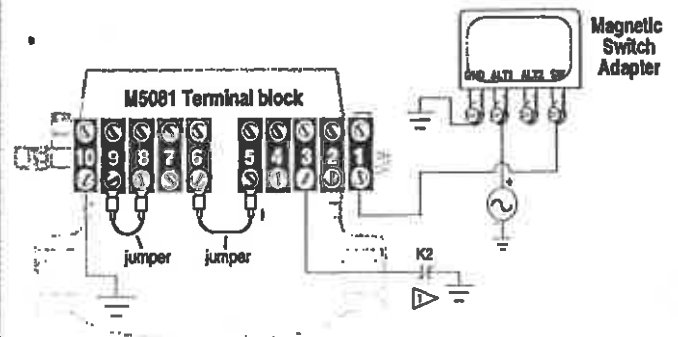 Magnetic
Switch
Adapter
GND ALT1 ALT2 SW
M5081 Terminal block
10 9 8 7 6 5 4 3 2 1
jumper jumper
K2
1